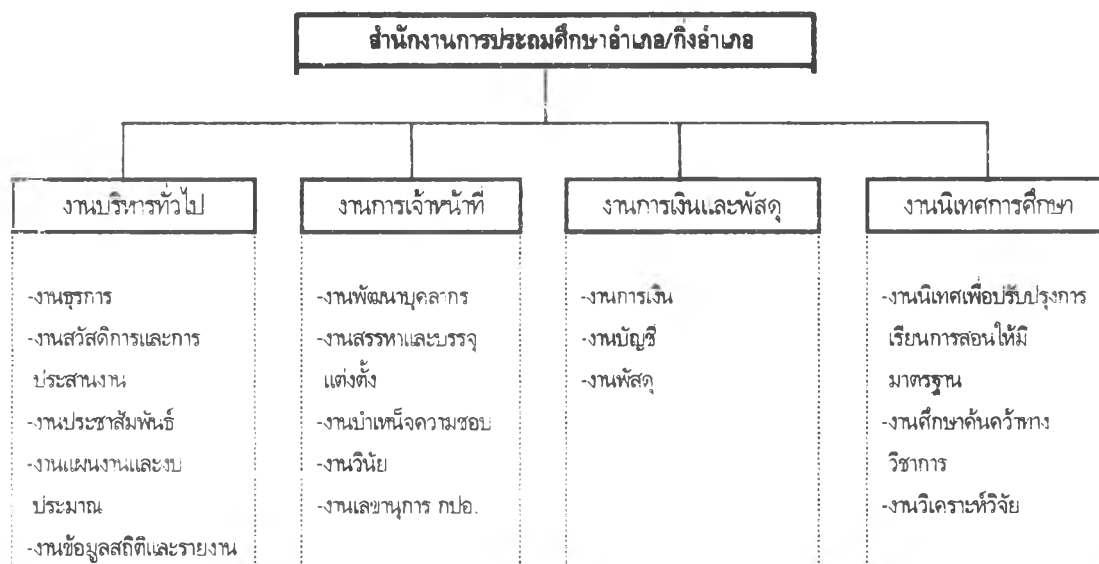 สำนักงานการประถมศึกษาอำเภอ/กิ่งอำเภอ
งานบริหารทั่วไป
-งานธุรการ
-งานสวัสดิการและการ
ประสานงาน
-งานประชาสัมพันธ์
-งานแผนงานและงบ
ประมาณ
-งานข้อมูลสถิติและรายงาน
งานการเจ้าหน้าที่
-งานพัฒนาบุคลากร
-งานสรรหาและบรรจุ
แต่งตั้ง
-งานบำเหน็จความชอบ
-งานวินัย
-งานเลขานุการ กปอ.
งานการเงินและพัสดุ
-งานการเงิน
-งานบัญชี
-งานพัสดุ
งานนิเทศการศึกษา
-งานนิเทศเพื่อปรับปรุงการ
เรียนการสอนให้มี
มาตรฐาน
-งานศึกษาค้นคว้าทาง
วิชาการ
-งานวิเคราะห์วิจัย